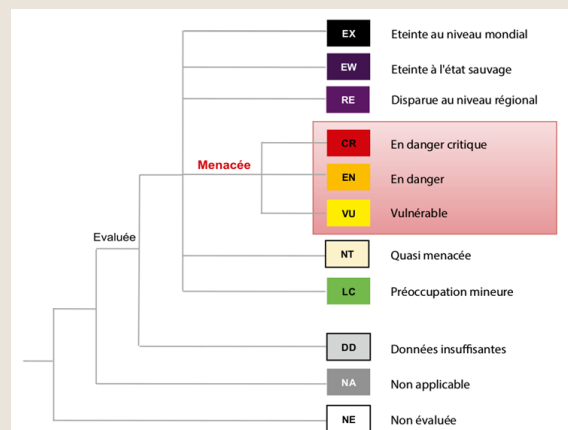 EX Eteinte au niveau mondial
EW Eteinte à l'état sauvage
RE Disparue au niveau régional
CR En danger critique
Menacée
EN En danger
VU Vulnérable
Evaluée
NT Quasi menacée
LC Préoccupation mineure
DD Données insuffisantes
NA Non applicable
NE Non évaluée